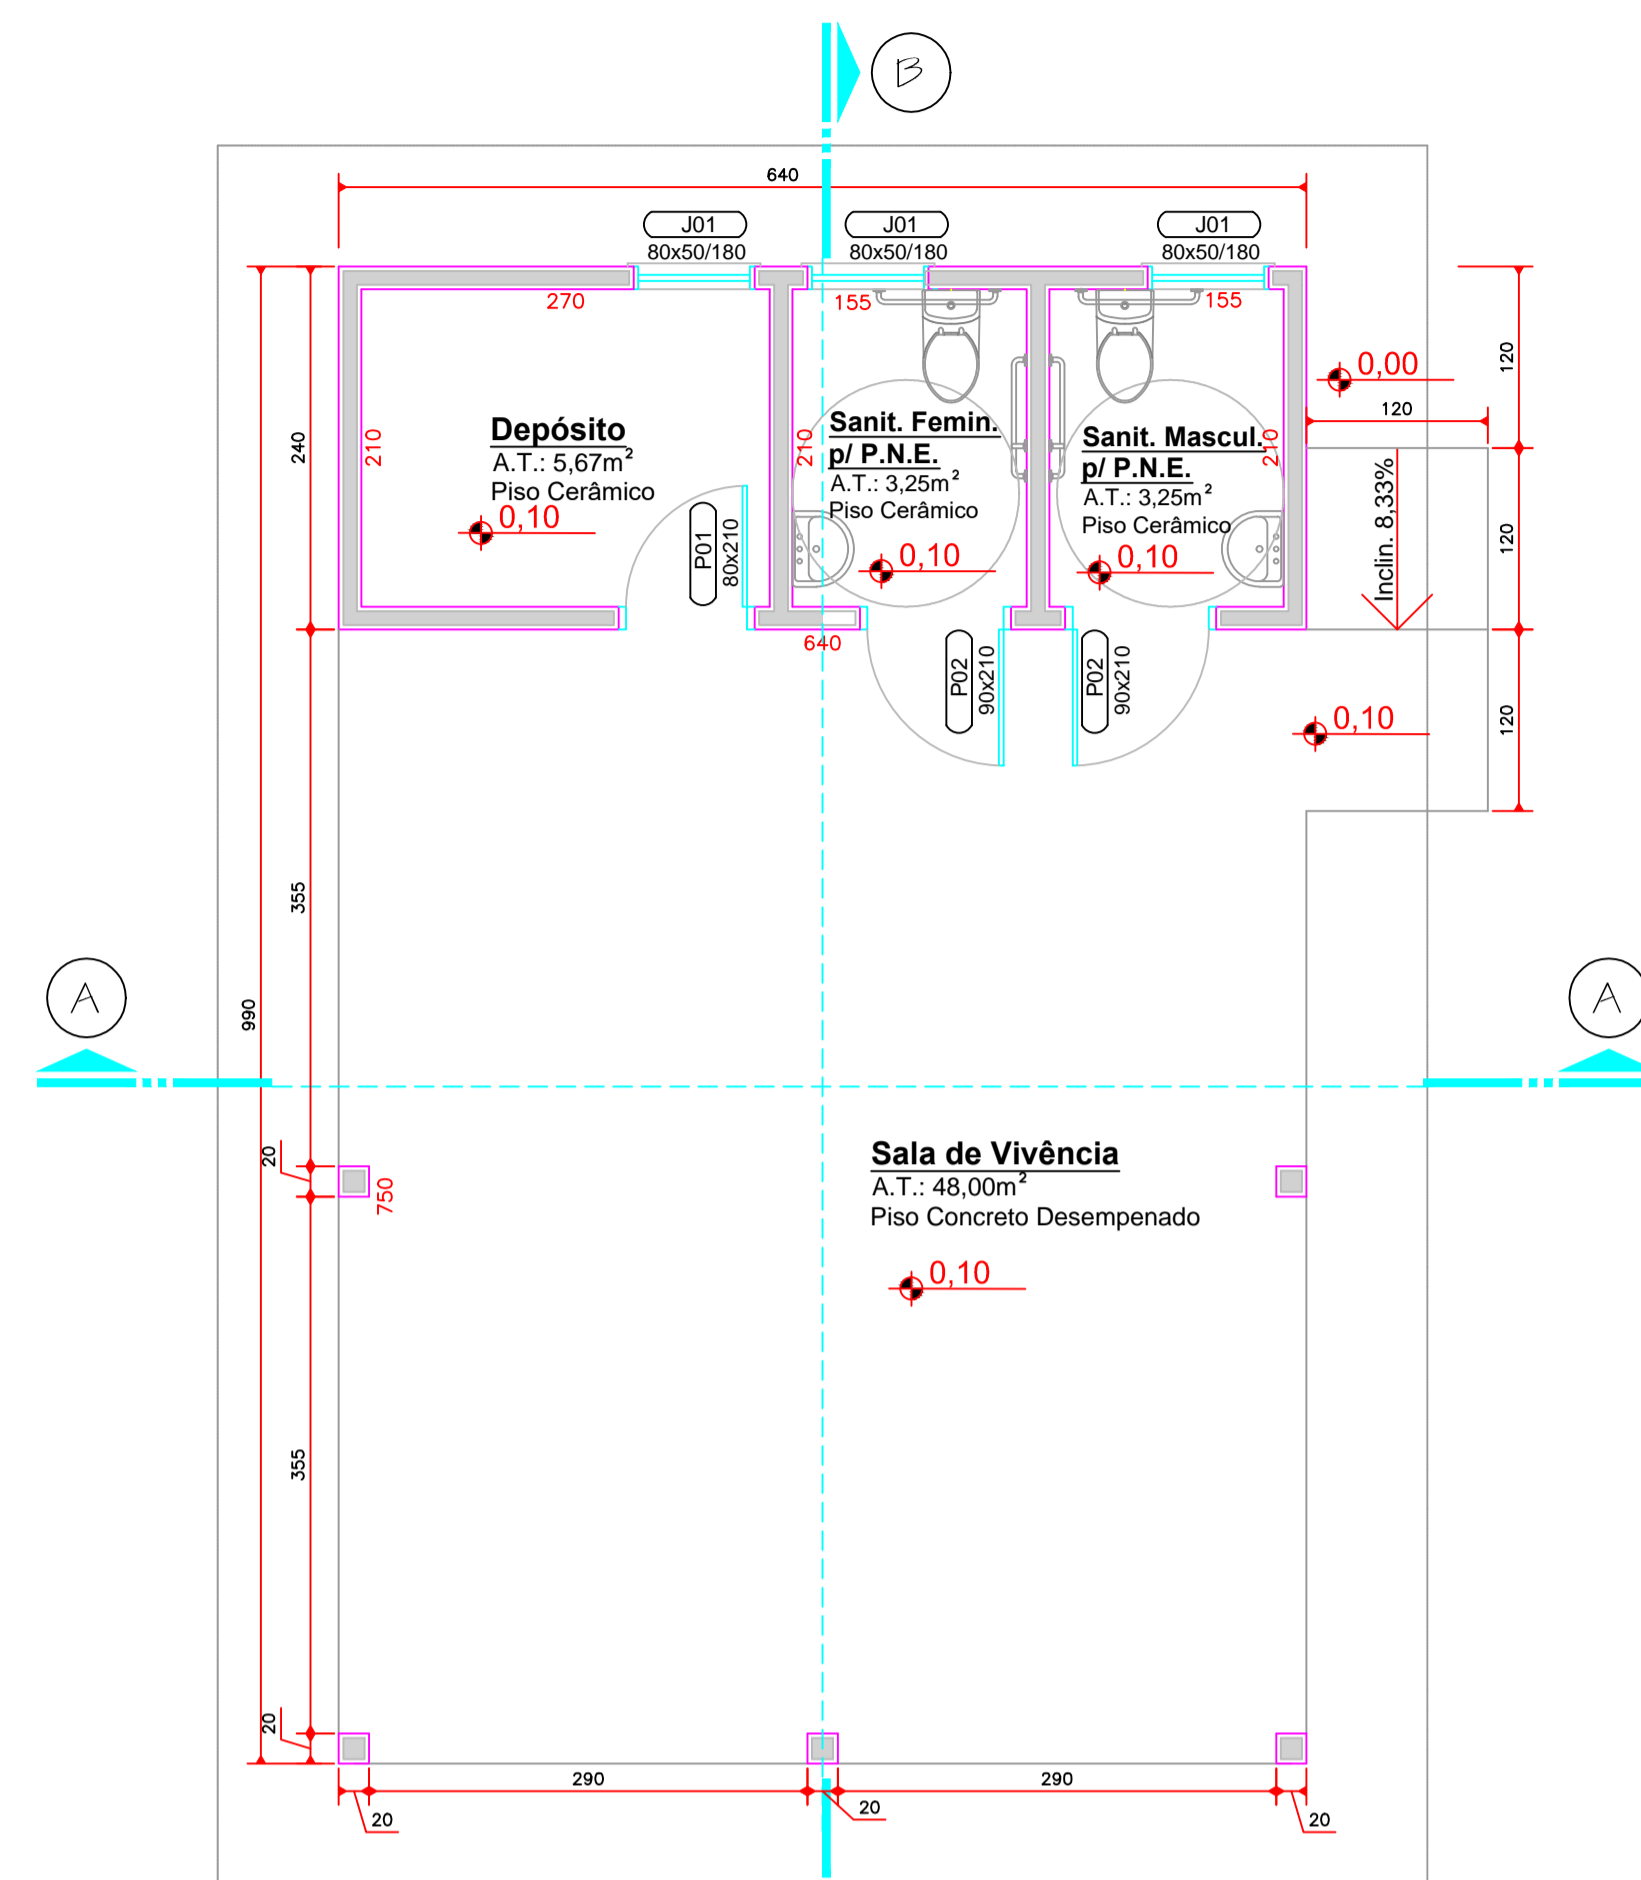 B
640
J01
J01
J01
80x50/180
80x50/180
80x50/180
270
155
155
0,00
120
120
240
210
Depósito
A.T.: 5,67m²
Piso Cerâmico
0,10
P01
80x210
210
Sanit. Femin.
p/ P.N.E.
A.T.: 3,25m²
Piso Cerâmico
0,10
Sanit. Mascul.
p/ P.N.E.
A.T.: 3,25m²
Piso Cerâmico
0,10
210
Inclin. 8,33%
120
640
P02
90x210
P02
90x210
0,10
120
355
990
A
A
20
750
Sala de Vivência
A.T.: 48,00m²
Piso Concreto Desempenado
0,10
355
20
290
290
20
20
20